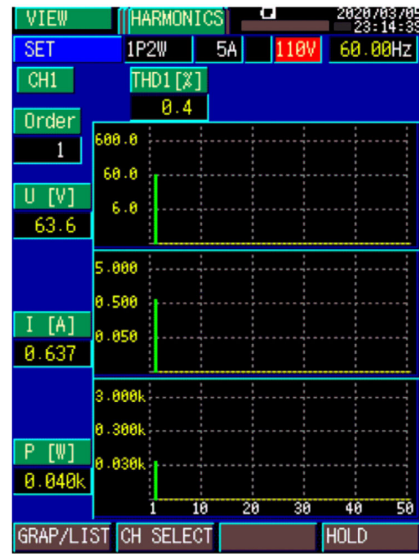 VIEW HARMONICS 2020/03/05
23:14:33
SET 1P2W 5A 110V 60.00Hz
CH1 THD1[%]
0.4
Order
1
600.0
60.0
6.0
U [V]
63.6
5.000
0.500
0.050
I [A]
0.637
3.000k
0.300k
0.030k
P [W]
0.040k
1 10 20 30 40 50
GRAP/LIST CH SELECT HOLD